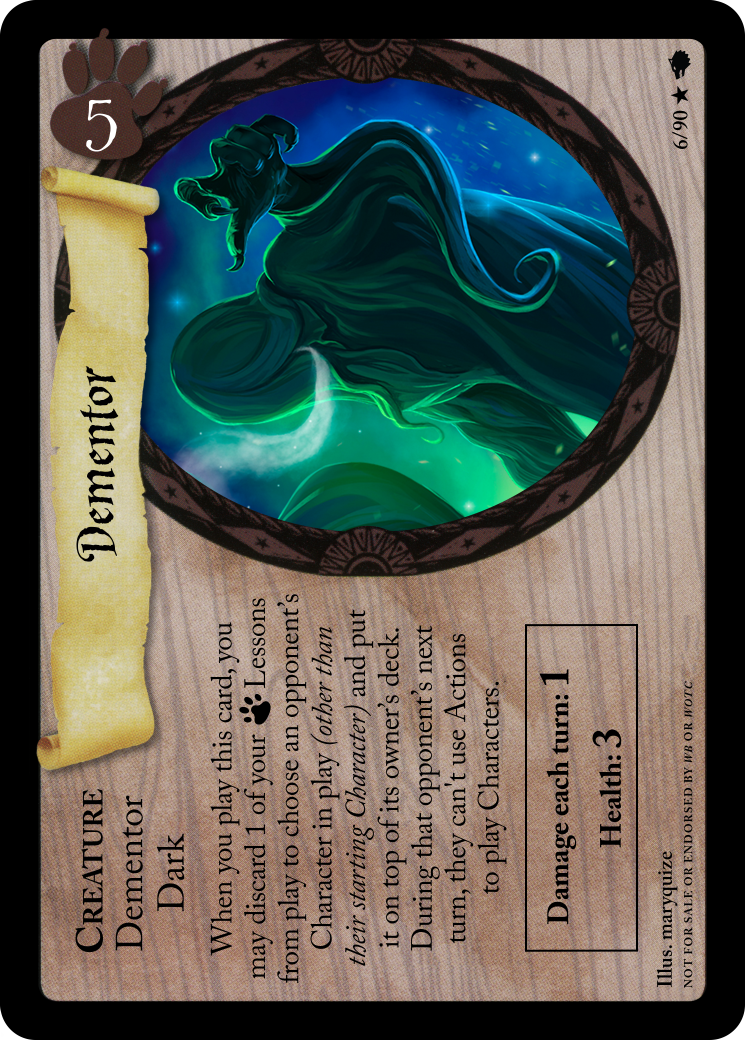 CREATURE
Dementor
Dark
Dementor
5
When you play this card, you
may discard 1 of your Lessons
from play to choose an opponent's
Character in play (other than
their starting Character) and put
it on top of its owner's deck.
During that opponent's next
turn, they can't use Actions
to play Characters.
Damage each turn: 1
Health: 3
Illus. maryquize
NOT FOR SALE OR ENDORSED BY WB OR WOTC
6/90 ★